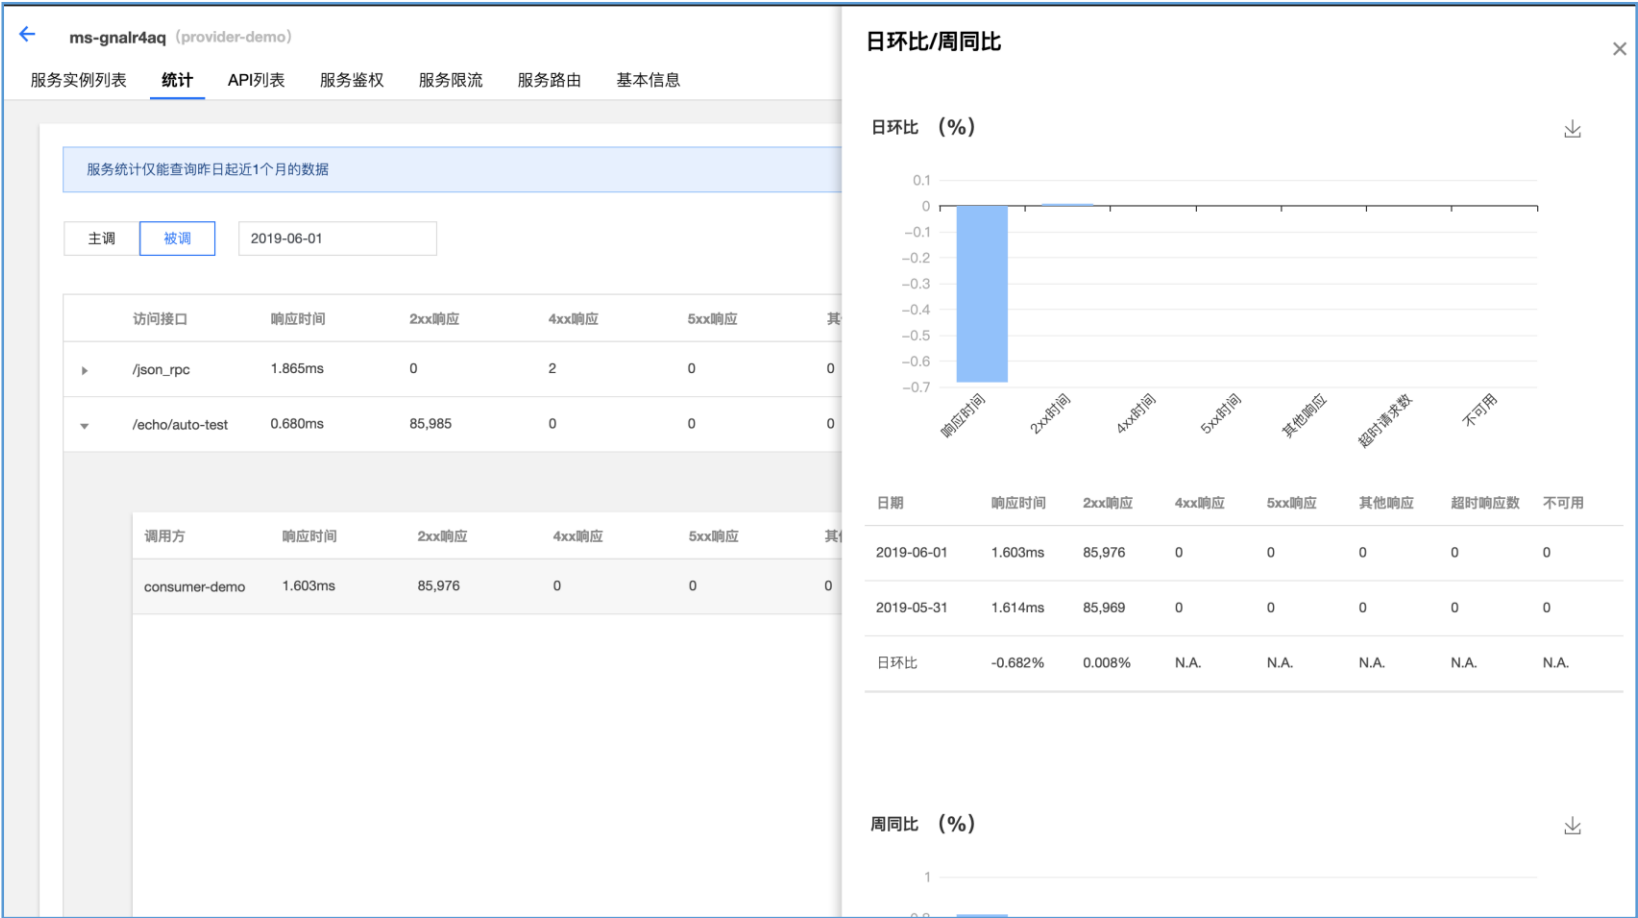 ms-gnalr4aq (provider-demo)
服务实例列表 统计 API列表 服务鉴权 服务限流 服务路由 基本信息
服务统计仅能查询昨日起近1个月的数据
主调 被调 2019-06-01
访问接口 响应时间 2xx响应 4xx响应 5xx响应
/json_rpc 1.865ms 0 2 0 0
/echo/auto-test 0.680ms 85,985 0 0 0
调用方 响应时间 2xx响应 4xx响应 5xx响应
consumer-demo 1.603ms 85,976 0 0 0
日环比/周同比
日环比 (%)
0.1
0
-0.1
-0.2
-0.3
-0.4
-0.5
-0.6
-0.7
响应时间 2xx时间 4xx时间 5xx时间 其他响应 超时请求数 不可用
日期 响应时间 2xx响应 4xx响应 5xx响应 其他响应 超时响应数 不可用
2019-06-01 1.603ms 85,976 0 0 0 0 0
2019-05-31 1.614ms 85,969 0 0 0 0 0
日环比 -0.682% 0.008% N.A. N.A. N.A. N.A. N.A.
周同比 (%)
1